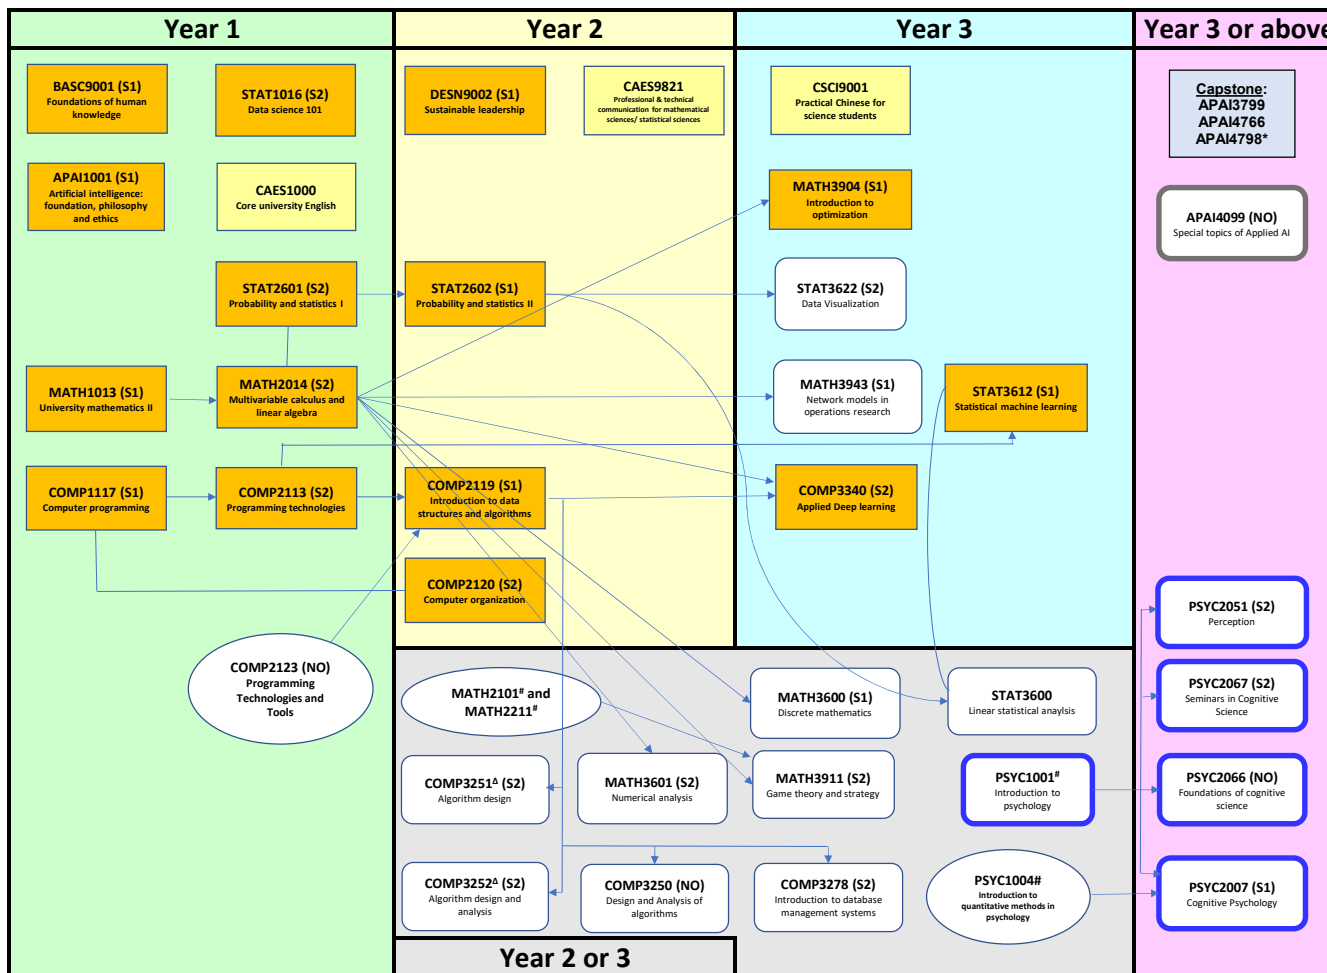 Year 1
Year 2
Year 3
Year 3 or above
BASC9001 (S1)
Foundations of human
knowledge
STAT1016 (S2)
Data science 101
DESN9002 (S1)
Sustainable leadership
CAES9821
Professional & technical
communication for mathematical
sciences/ statistical sciences
CSCI9001
Practical Chinese for
science students
Capstone:
APAI3799
APAI4766
APAI4798*
APAI1001 (S1)
Artificial intelligence:
foundation, philosophy
and ethics
CAES1000
Core university English
MATH3904 (S1)
Introduction to
optimization
APAI4099 (NO)
Special topics of Applied AI
STAT2601 (S2)
Probability and statistics I
STAT2602 (S1)
Probability and statistics II
STAT3622 (S2)
Data Visualization
MATH1013 (S1)
University mathematics II
MATH2014 (S2)
Multivariable calculus and
linear algebra
MATH3943 (S1)
Network models in
operations research
STAT3612 (S1)
Statistical machine learning
COMP1117 (S1)
Computer programming
COMP2113 (S2)
Programming technologies
COMP2119 (S1)
Introduction to data
structures and algorithms
COMP3340 (S2)
Applied Deep learning
COMP2120 (S2)
Computer organization
PSYC2051 (S2)
Perception
COMP2123 (NO)
Programming
Technologies and
Tools
MATH2101# and
MATH2211#
MATH3600 (S1)
Discrete mathematics
STAT3600
Linear statistical anaylsis
PSYC2067 (S2)
Seminars in Cognitive
Science
COMP3251Δ (S2)
Algorithm design
MATH3601 (S2)
Numerical analysis
MATH3911 (S2)
Game theory and strategy
PSYC1001#
Introduction to
psychology
PSYC2066 (NO)
Foundations of cognitive
science
COMP3252Δ (S2)
Algorithm design and
analysis
COMP3250 (NO)
Design and Analysis of
algorithms
COMP3278 (S2)
Introduction to database
management systems
PSYC1004#
Introduction to
quantitative methods in
psychology
PSYC2007 (S1)
Cognitive Psychology
Year 2 or 3